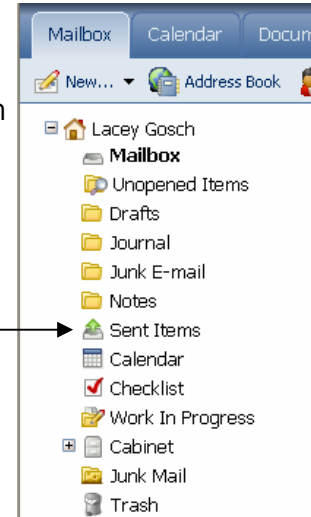 Mailbox Calendar
New... Address Book
Lacey Gosch
Mailbox
Unopened Items
Drafts
Journal
Junk E-mail
Notes
Sent Items
Calendar
Checklist
Work In Progress
Cabinet
Junk Mail
Trash